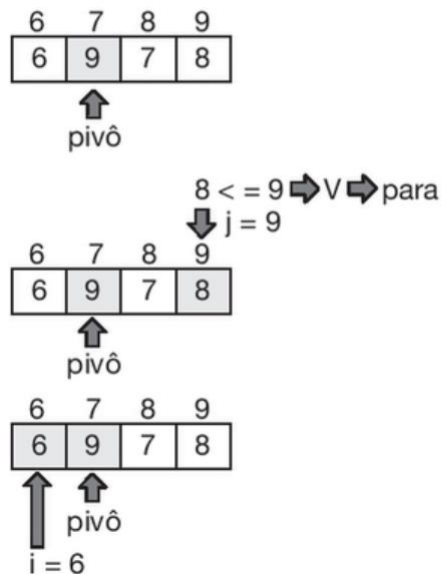 6 7 8 9
6 9 7 8
pivô
8 < = 9 V para
j = 9
6 7 8 9
6 9 7 8
pivô
6 7 8 9
6 9 7 8
pivô
i = 6